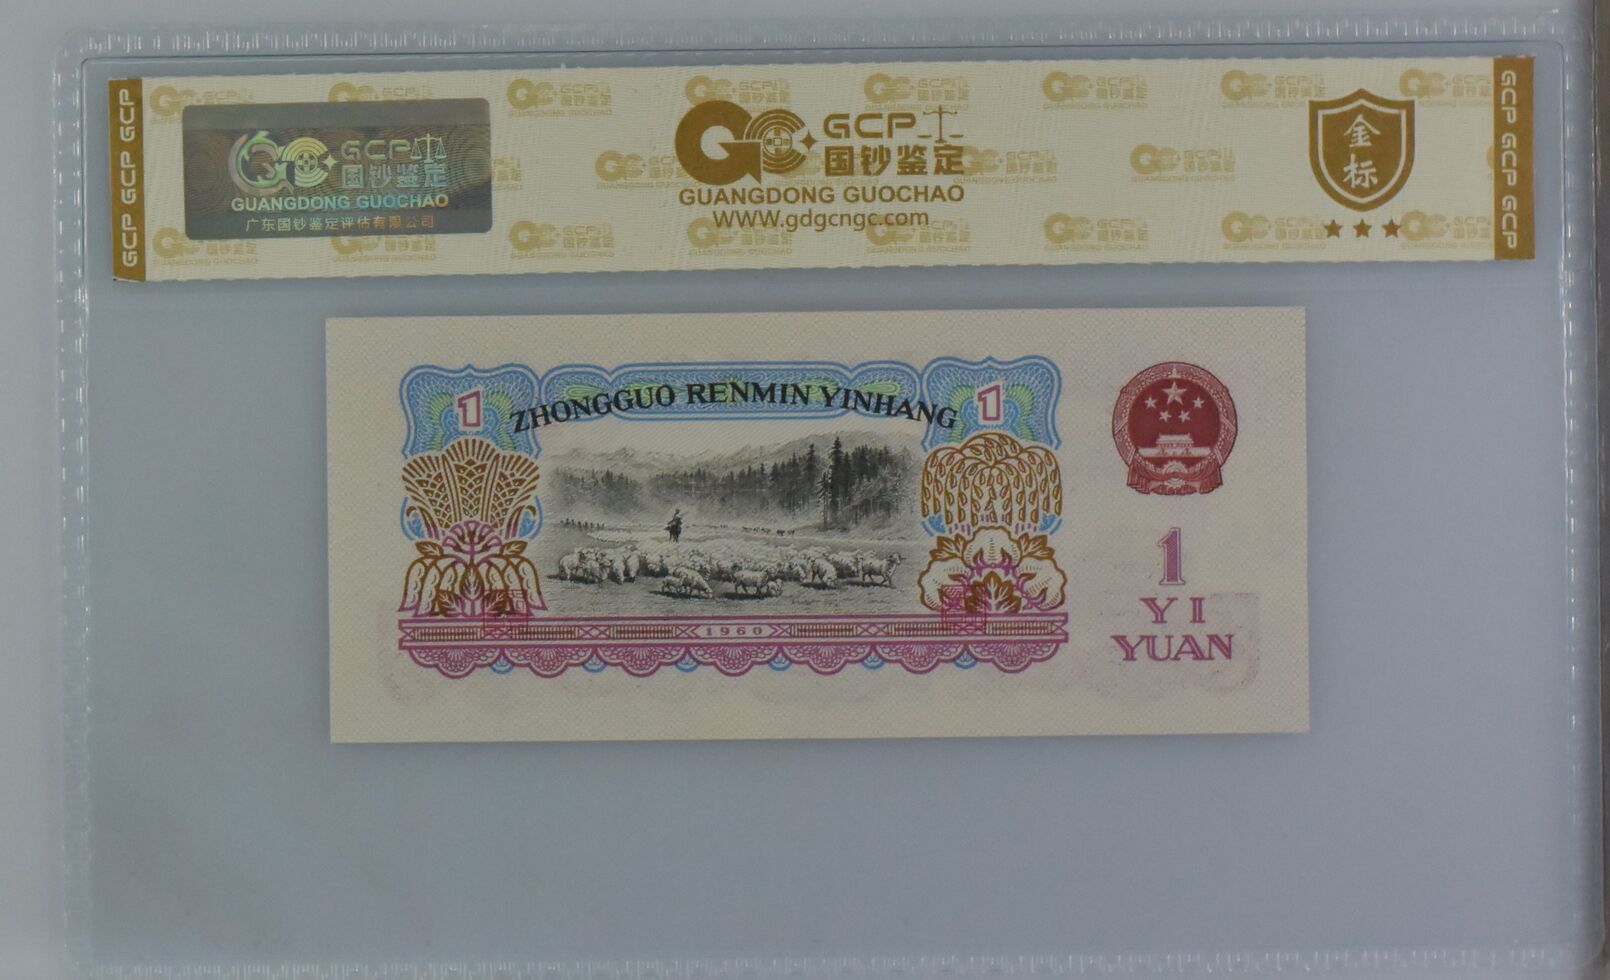 GCP GCP GCP
GCP
国钞鉴定
GUANGDONG GUOCHAO
广东国钞鉴定评估有限公司
GCP
国钞鉴定
GUANGDONG GUOCHAO
WWW.gdgcngc.com
金
标
GCP GCP GCP
1
ZHONGGUO RENMIN YINHANG
1
1960
1
YI
YUAN